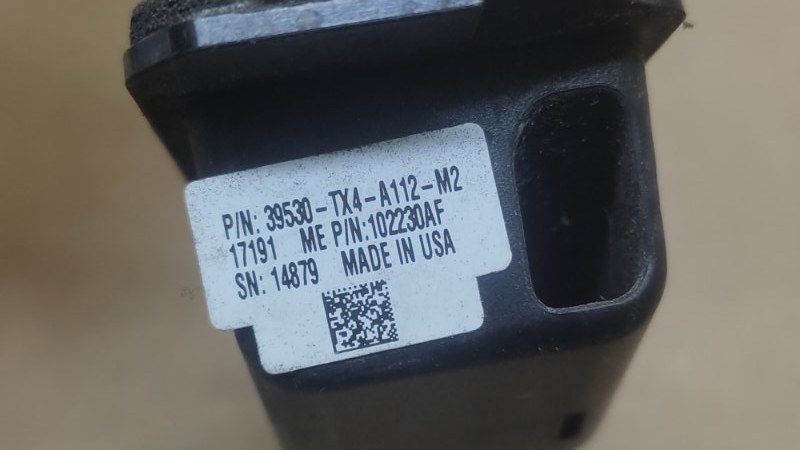 P/N: 39530-TX4-A112-M2
17191 ME P/N:102230AF
SN: 14879 MADE IN USA